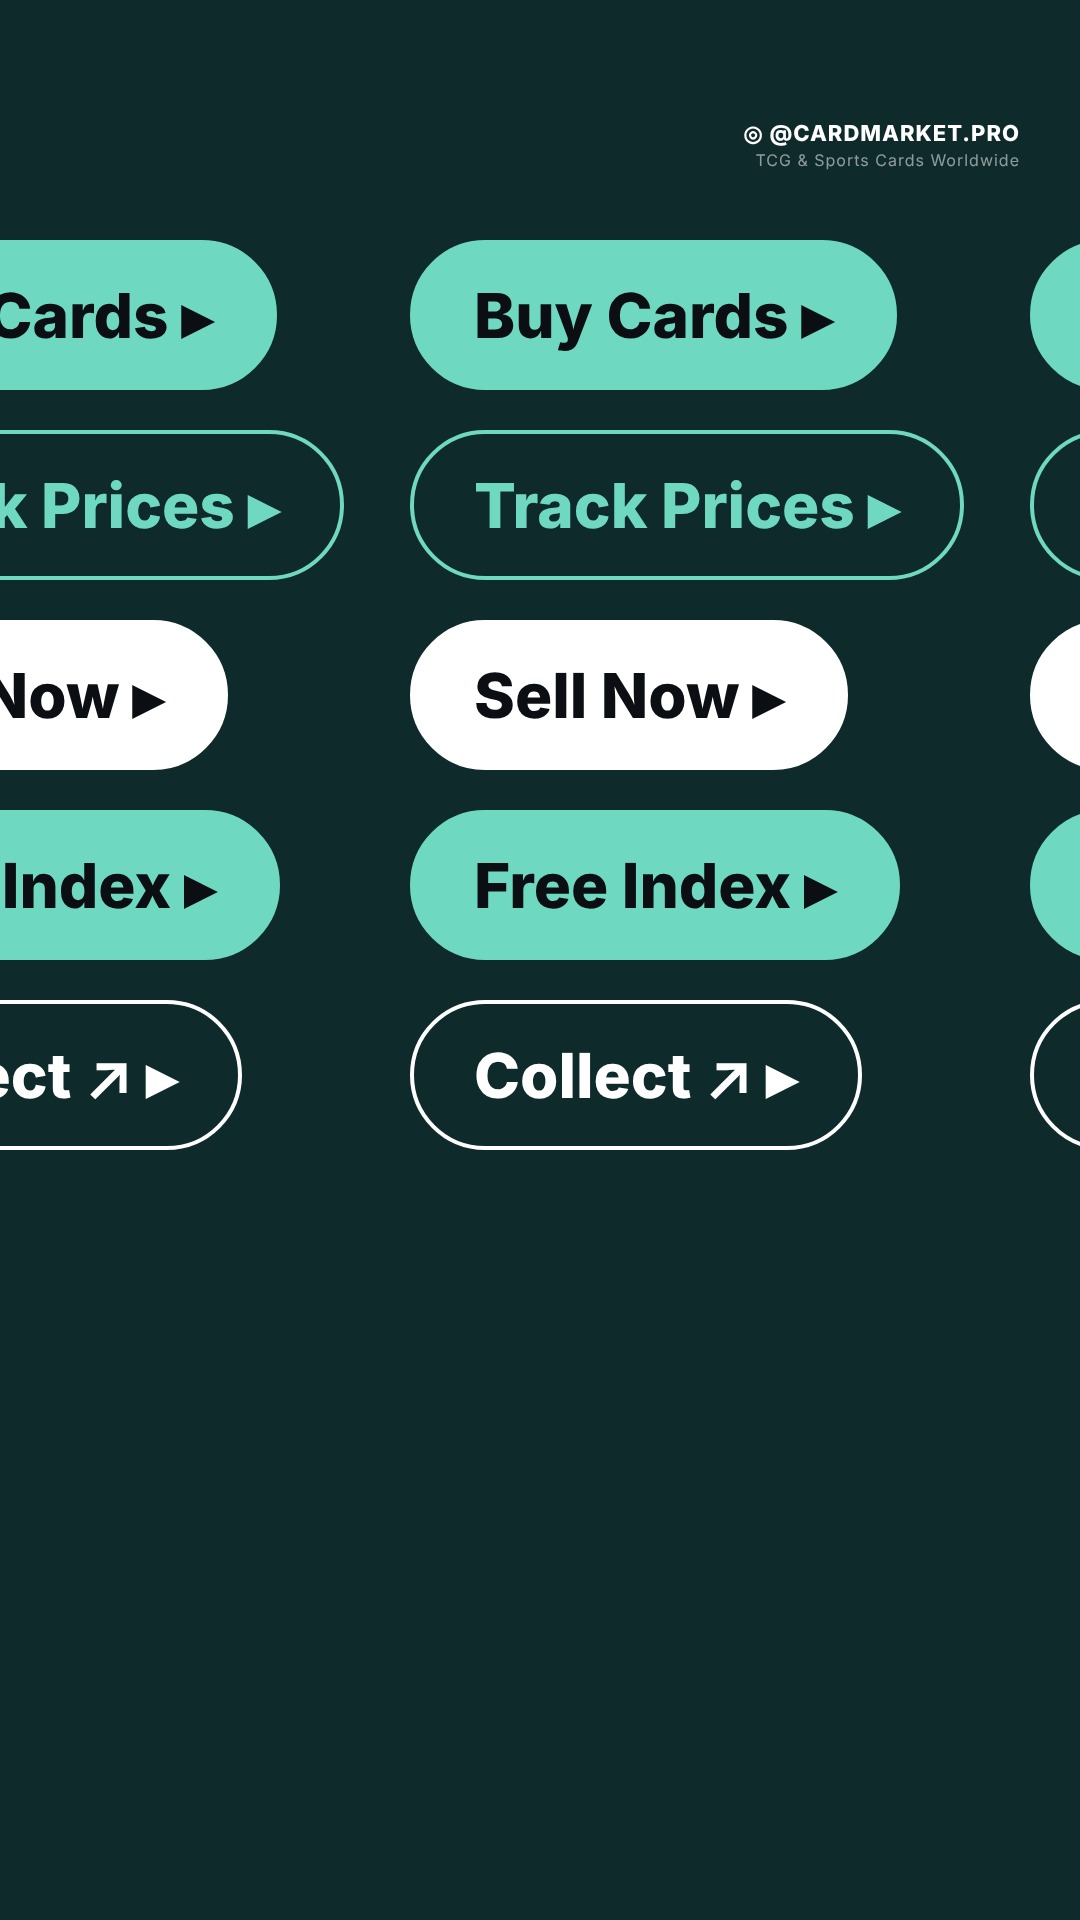 ◎ @CARDMARKET.PRO
TCG & Sports Cards Worldwide
Cards ▸ Buy Cards ▸
k Prices ▸ Track Prices ▸
Now ▸ Sell Now ▸
Index ▸ Free Index ▸
ect ↗ ▸ Collect ↗ ▸